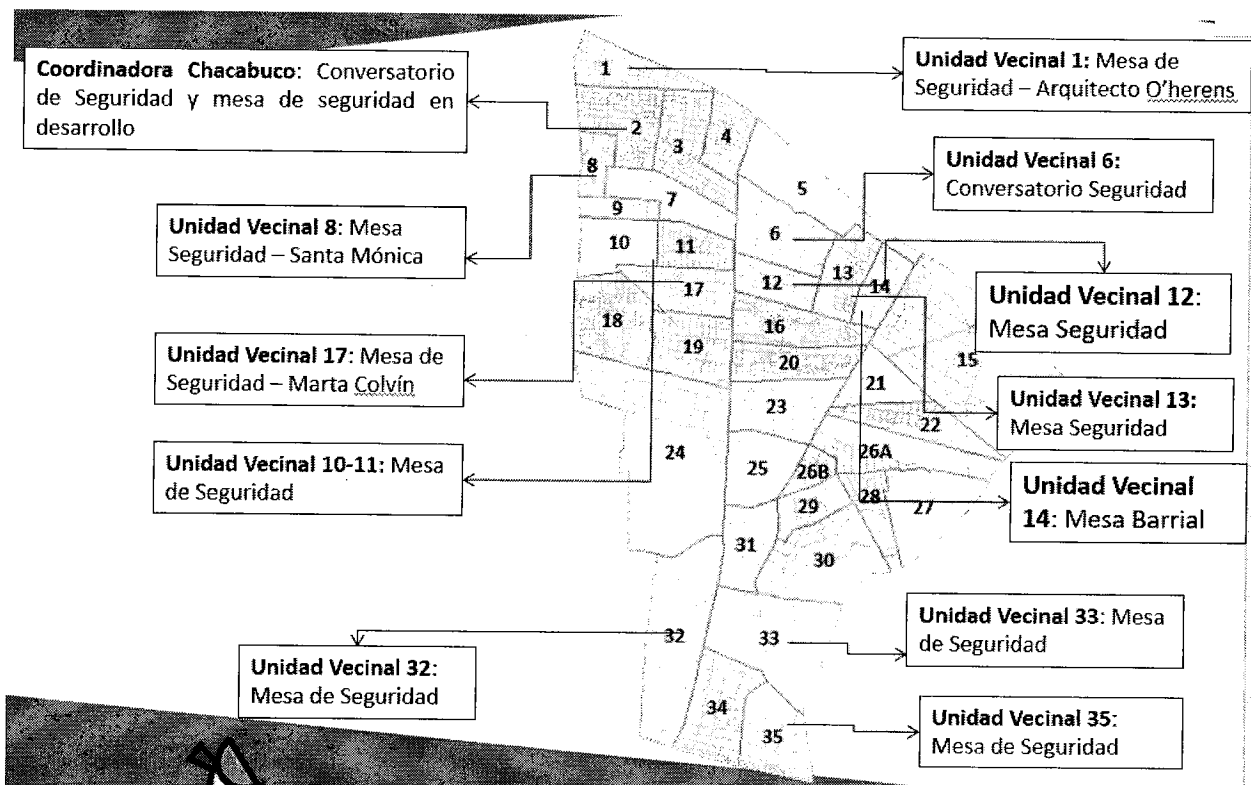 Coordinadora Chacabuco: Conversatorio
de Seguridad y mesa de seguridad en
desarrollo
Unidad Vecinal 1: Mesa de
Seguridad – Arquitecto O'herens
Unidad Vecinal 6:
Conversatorio Seguridad
Unidad Vecinal 8: Mesa
Seguridad – Santa Mónica
Unidad Vecinal 12:
Mesa Seguridad
Unidad Vecinal 17: Mesa de
Seguridad – Marta Colvín
Unidad Vecinal 13:
Mesa Seguridad
Unidad Vecinal 10-11: Mesa
de Seguridad
Unidad Vecinal
14: Mesa Barrial
Unidad Vecinal 33: Mesa
de Seguridad
Unidad Vecinal 32:
Mesa de Seguridad
Unidad Vecinal 35:
Mesa de Seguridad
1
2
3
4
5
6
7
8
9
10
11
12
13
14
15
16
17
18
19
20
21
22
23
24
25
26A
26B
27
28
29
30
31
32
33
34
35